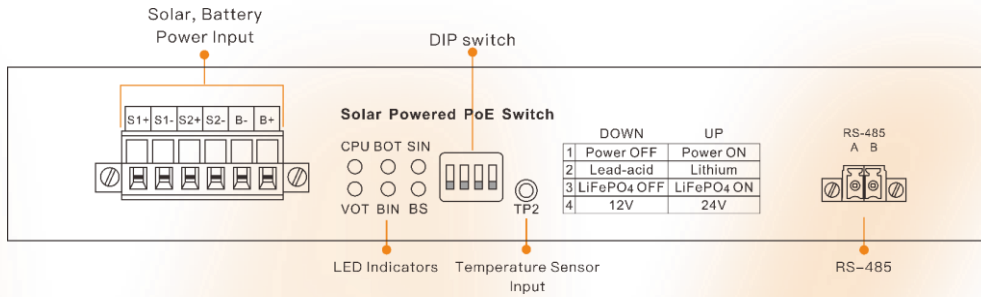 Solar, Battery
Power Input
DIP switch
S1+ S1- S2+ S2- B- B+
Solar Powered PoE Switch
CPU BOT SIN
VOT BIN BS
TP2
DOWN UP
1 Power OFF Power ON
2 Lead-acid Lithium
3 LiFePO4 OFF LiFePO4 ON
4 12V 24V
RS-485
A B
LED Indicators
Temperature Sensor
Input
RS-485